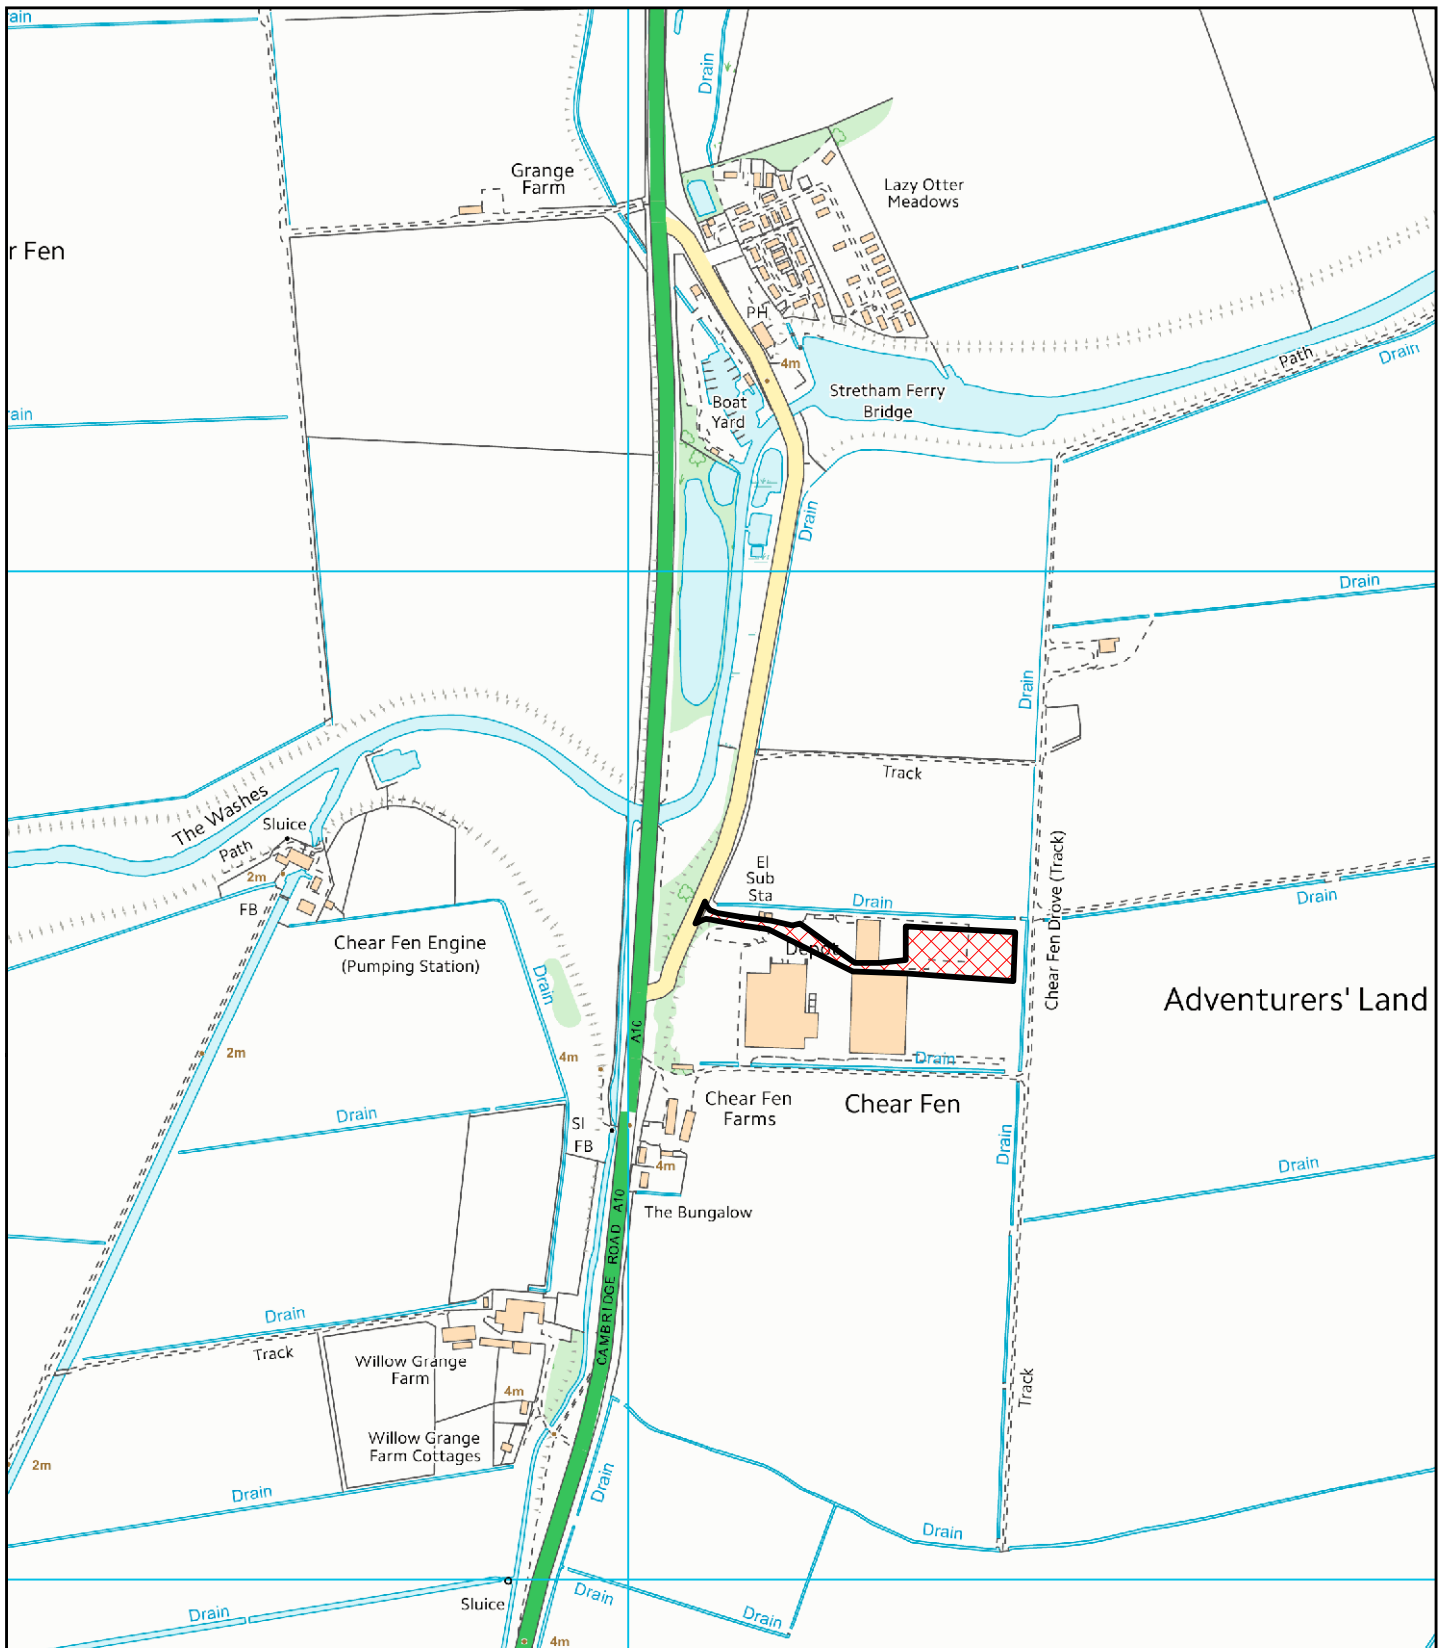 ain
Drain
Grange
Farm
Lazy Otter
Meadows
r Fen
PH
4m
Path
Drain
Stretham Ferry
Bridge
Boat
Yard
rain
Drain
Drain
Drain
Track
The Washes
Sluice
Path
2m
FB
El
Sub
Sta
Drain
Drain
Chear Fen Drove (Track)
Depot
Chear Fen Engine
(Pumping Station)
Drain
Adventurers' Land
A10
2m
4m
Drain
Chear Fen
Farms
Chear Fen
Drain
SI
FB
Drain
4m
Drain
The Bungalow
CAMBRIDGE ROAD A10
Drain
Track
Willow Grange
Farm
4m
Track
Willow Grange
Farm Cottages
2m
Drain
Drain
Drain
Sluice
Drain
Drain
Drain
4m